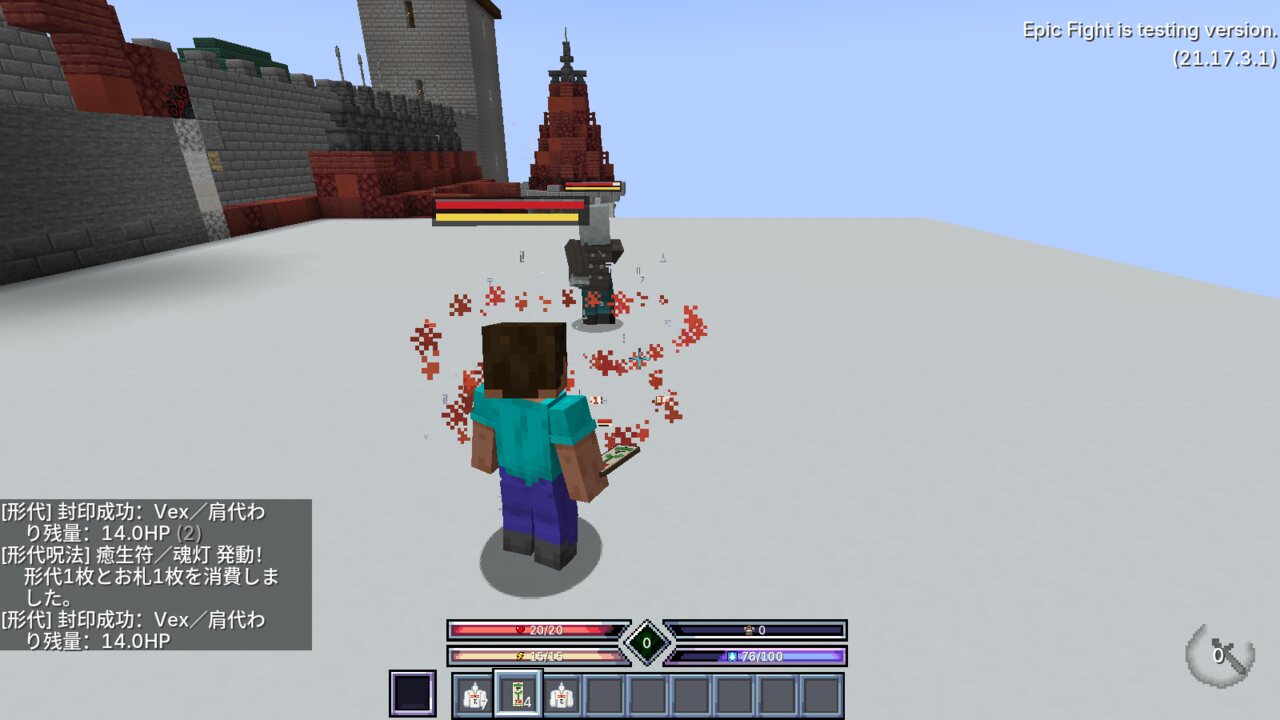 Epic Fight is testing version.
(21.17.3.1)
[形代] 封印成功: Vex／肩代わ
り残量: 14.0HP (2)
[形代呪法] 癒生符／魂灯 発動!
形代1枚とお札1枚を消費しま
した。
[形代] 封印成功: Vex／肩代わ
り残量: 14.0HP
20/20
0
0
15/15
76/100
7
4
0